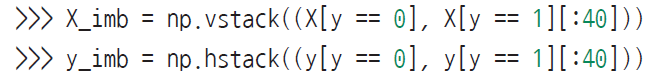 >>> X_imb = np.vstack((X[y == 0], X[y == 1][:40]))
>>> y_imb = np.hstack((y[y == 0], y[y == 1][:40]))